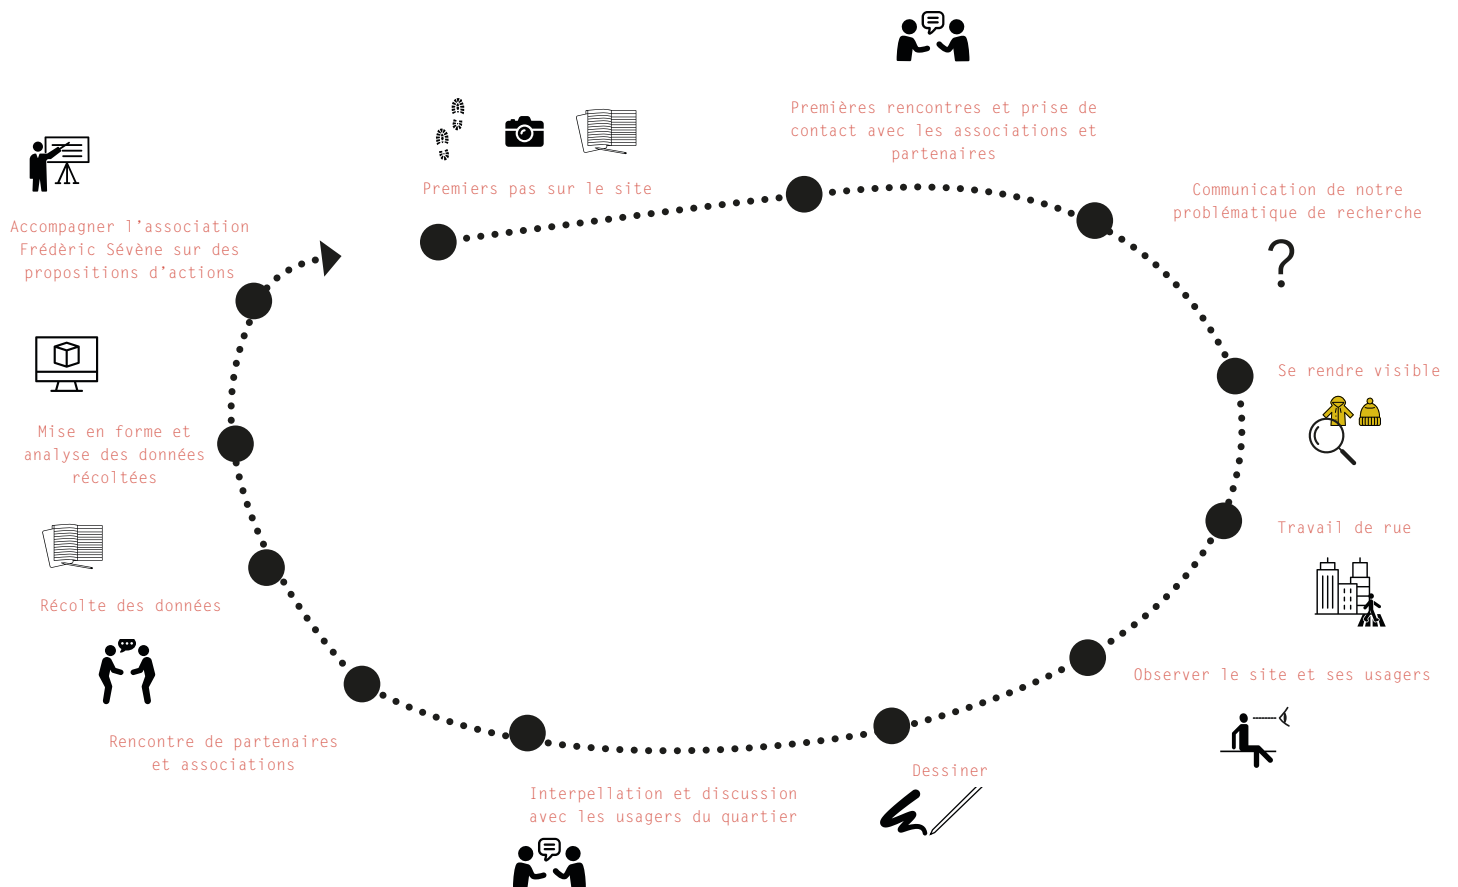 Premiers pas sur le site
Premières rencontres et prise de
contact avec les associations et
partenaires
Communication de notre
problématique de recherche
?
Se rendre visible
Travail de rue
Observer le site et ses usagers
Dessiner
Interpellation et discussion
avec les usagers du quartier
Rencontre de partenaires
et associations
Récolte des données
Mise en forme et
analyse des données
récoltées
Accompagner l'association
Frédèric Sévène sur des
propositions d'actions